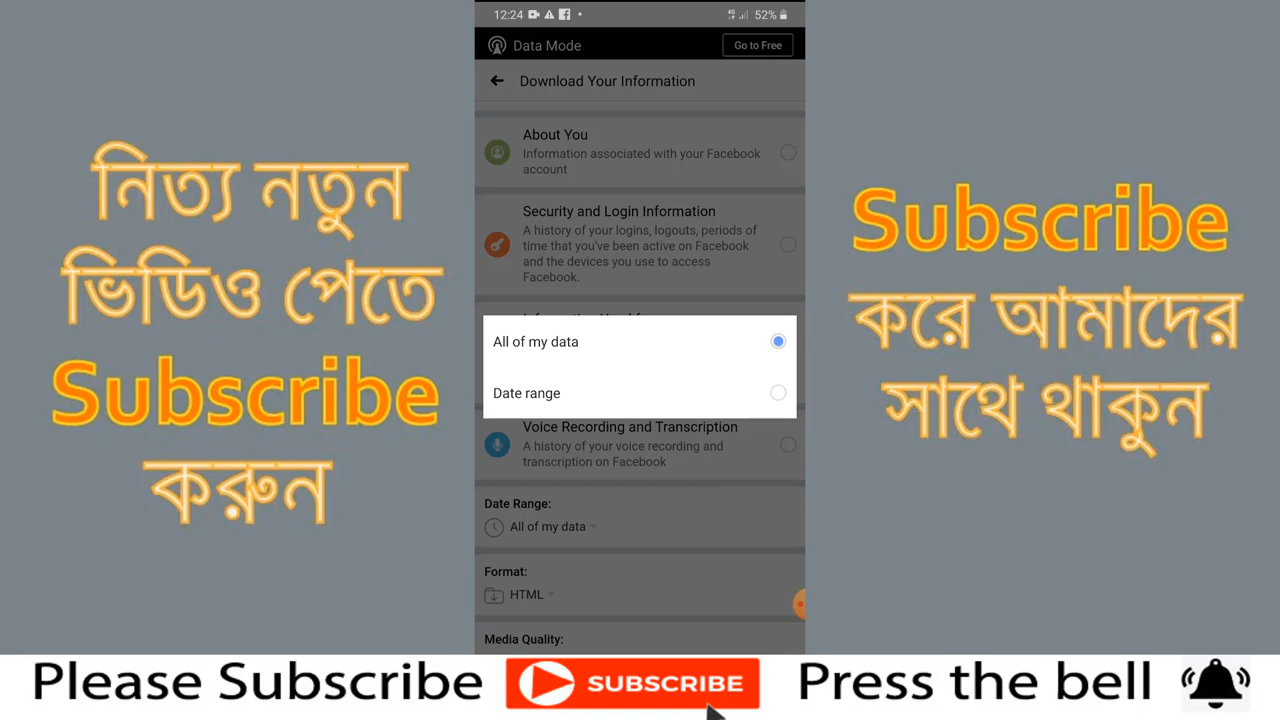 নিত্য নতুন
ভিডিও পেতে
Subscribe
করুন
12:24
52%
Data Mode
Go to Free
Download Your Information
About You
Information associated with your Facebook
account
Security and Login Information
A history of your logins, logouts, periods of
time that you've been active on Facebook
and the devices you use to access
Facebook.
All of my data
Date range
Voice Recording and Transcription
A history of your voice recording and
transcription on Facebook
Date Range:
All of my data
Format:
HTML
Media Quality:
Subscribe
করে আমাদের
সাথে থাকুন
Please Subscribe
SUBSCRIBE
Press the bell